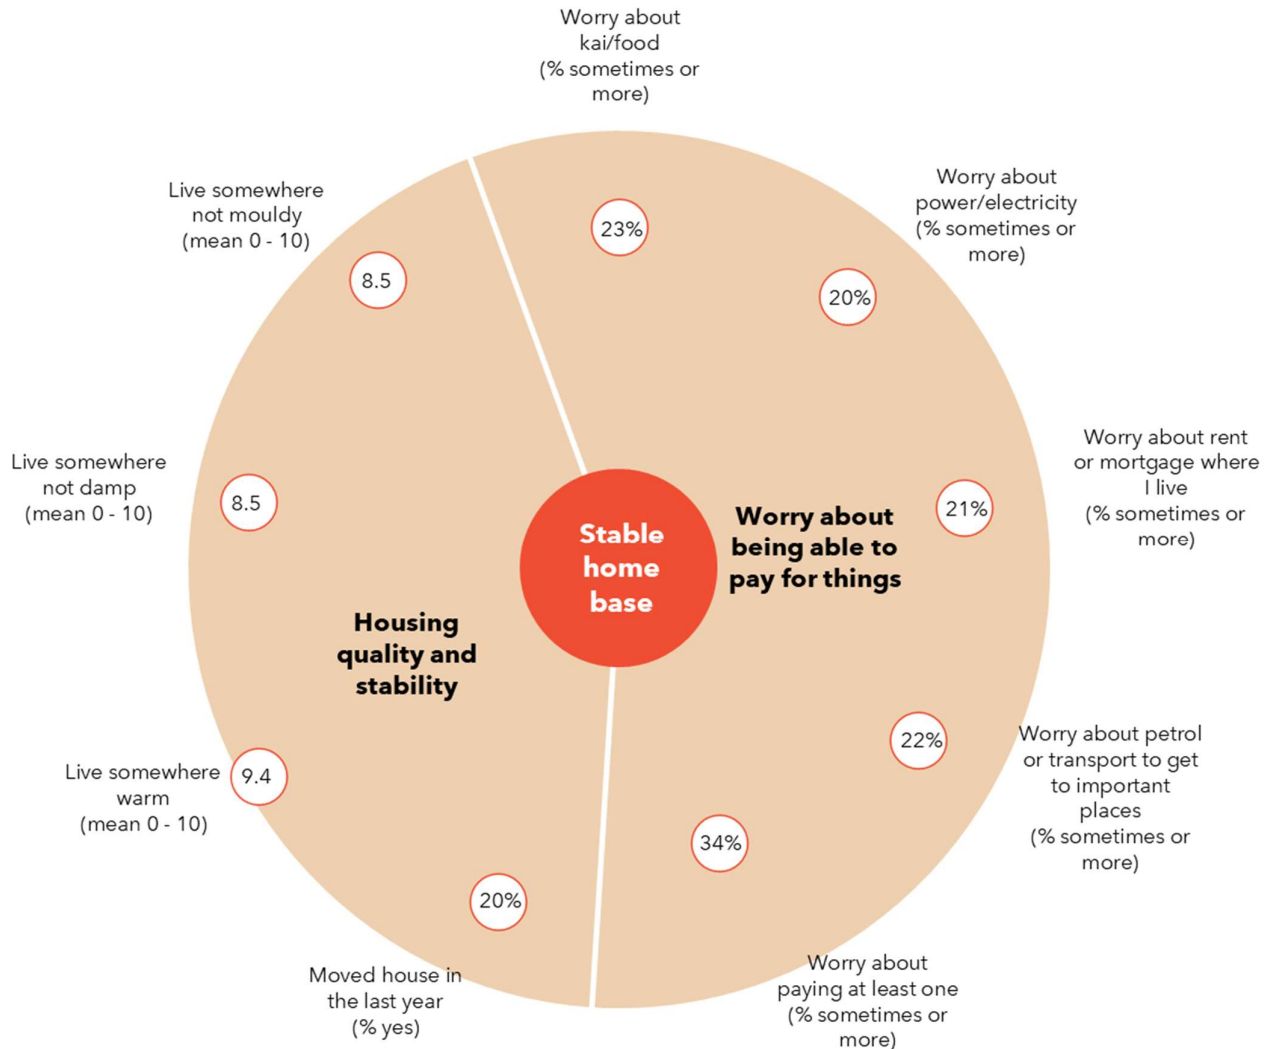 Worry about
kai/food
(% sometimes or
more)
23%
Worry about
power/electricity
(% sometimes or
more)
20%
Worry about rent
or mortgage where
I live
(% sometimes or
more)
21%
Worry about petrol
or transport to get
to important
places
(% sometimes or
more)
22%
Worry about
paying at least one
(% sometimes or
more)
34%
Worry about
being able to
pay for things
Stable
home
base
Housing
quality and
stability
Moved house in
the last year
(% yes)
20%
Live somewhere
warm
(mean 0 - 10)
9.4
Live somewhere
not damp
(mean 0 - 10)
8.5
Live somewhere
not mouldy
(mean 0 - 10)
8.5